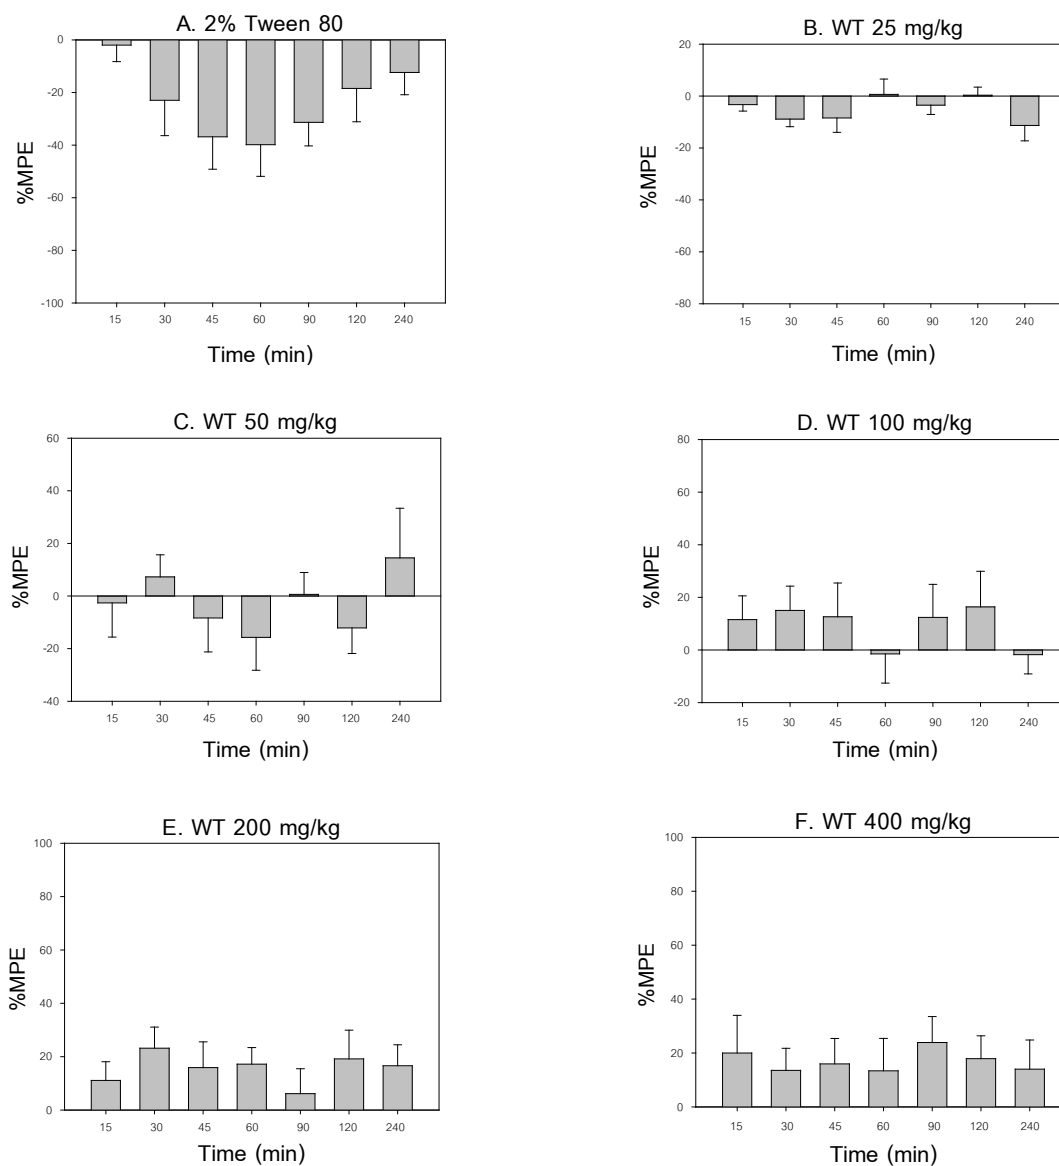 A. 2% Tween 80
0
-20
-40
-60
-80
-100
%MPE
15 30 45 60 90 120 240
Time (min)
B. WT 25 mg/kg
20
0
-20
-40
-60
-80
%MPE
15 30 45 60 90 120 240
Time (min)
C. WT 50 mg/kg
60
40
20
0
-20
-40
%MPE
15 30 45 60 90 120 240
Time (min)
D. WT 100 mg/kg
80
60
40
20
0
-20
%MPE
15 30 45 60 90 120 240
Time (min)
E. WT 200 mg/kg
100
80
60
40
20
0
%MPE
15 30 45 60 90 120 240
Time (min)
F. WT 400 mg/kg
100
80
60
40
20
0
%MPE
15 30 45 60 90 120 240
Time (min)